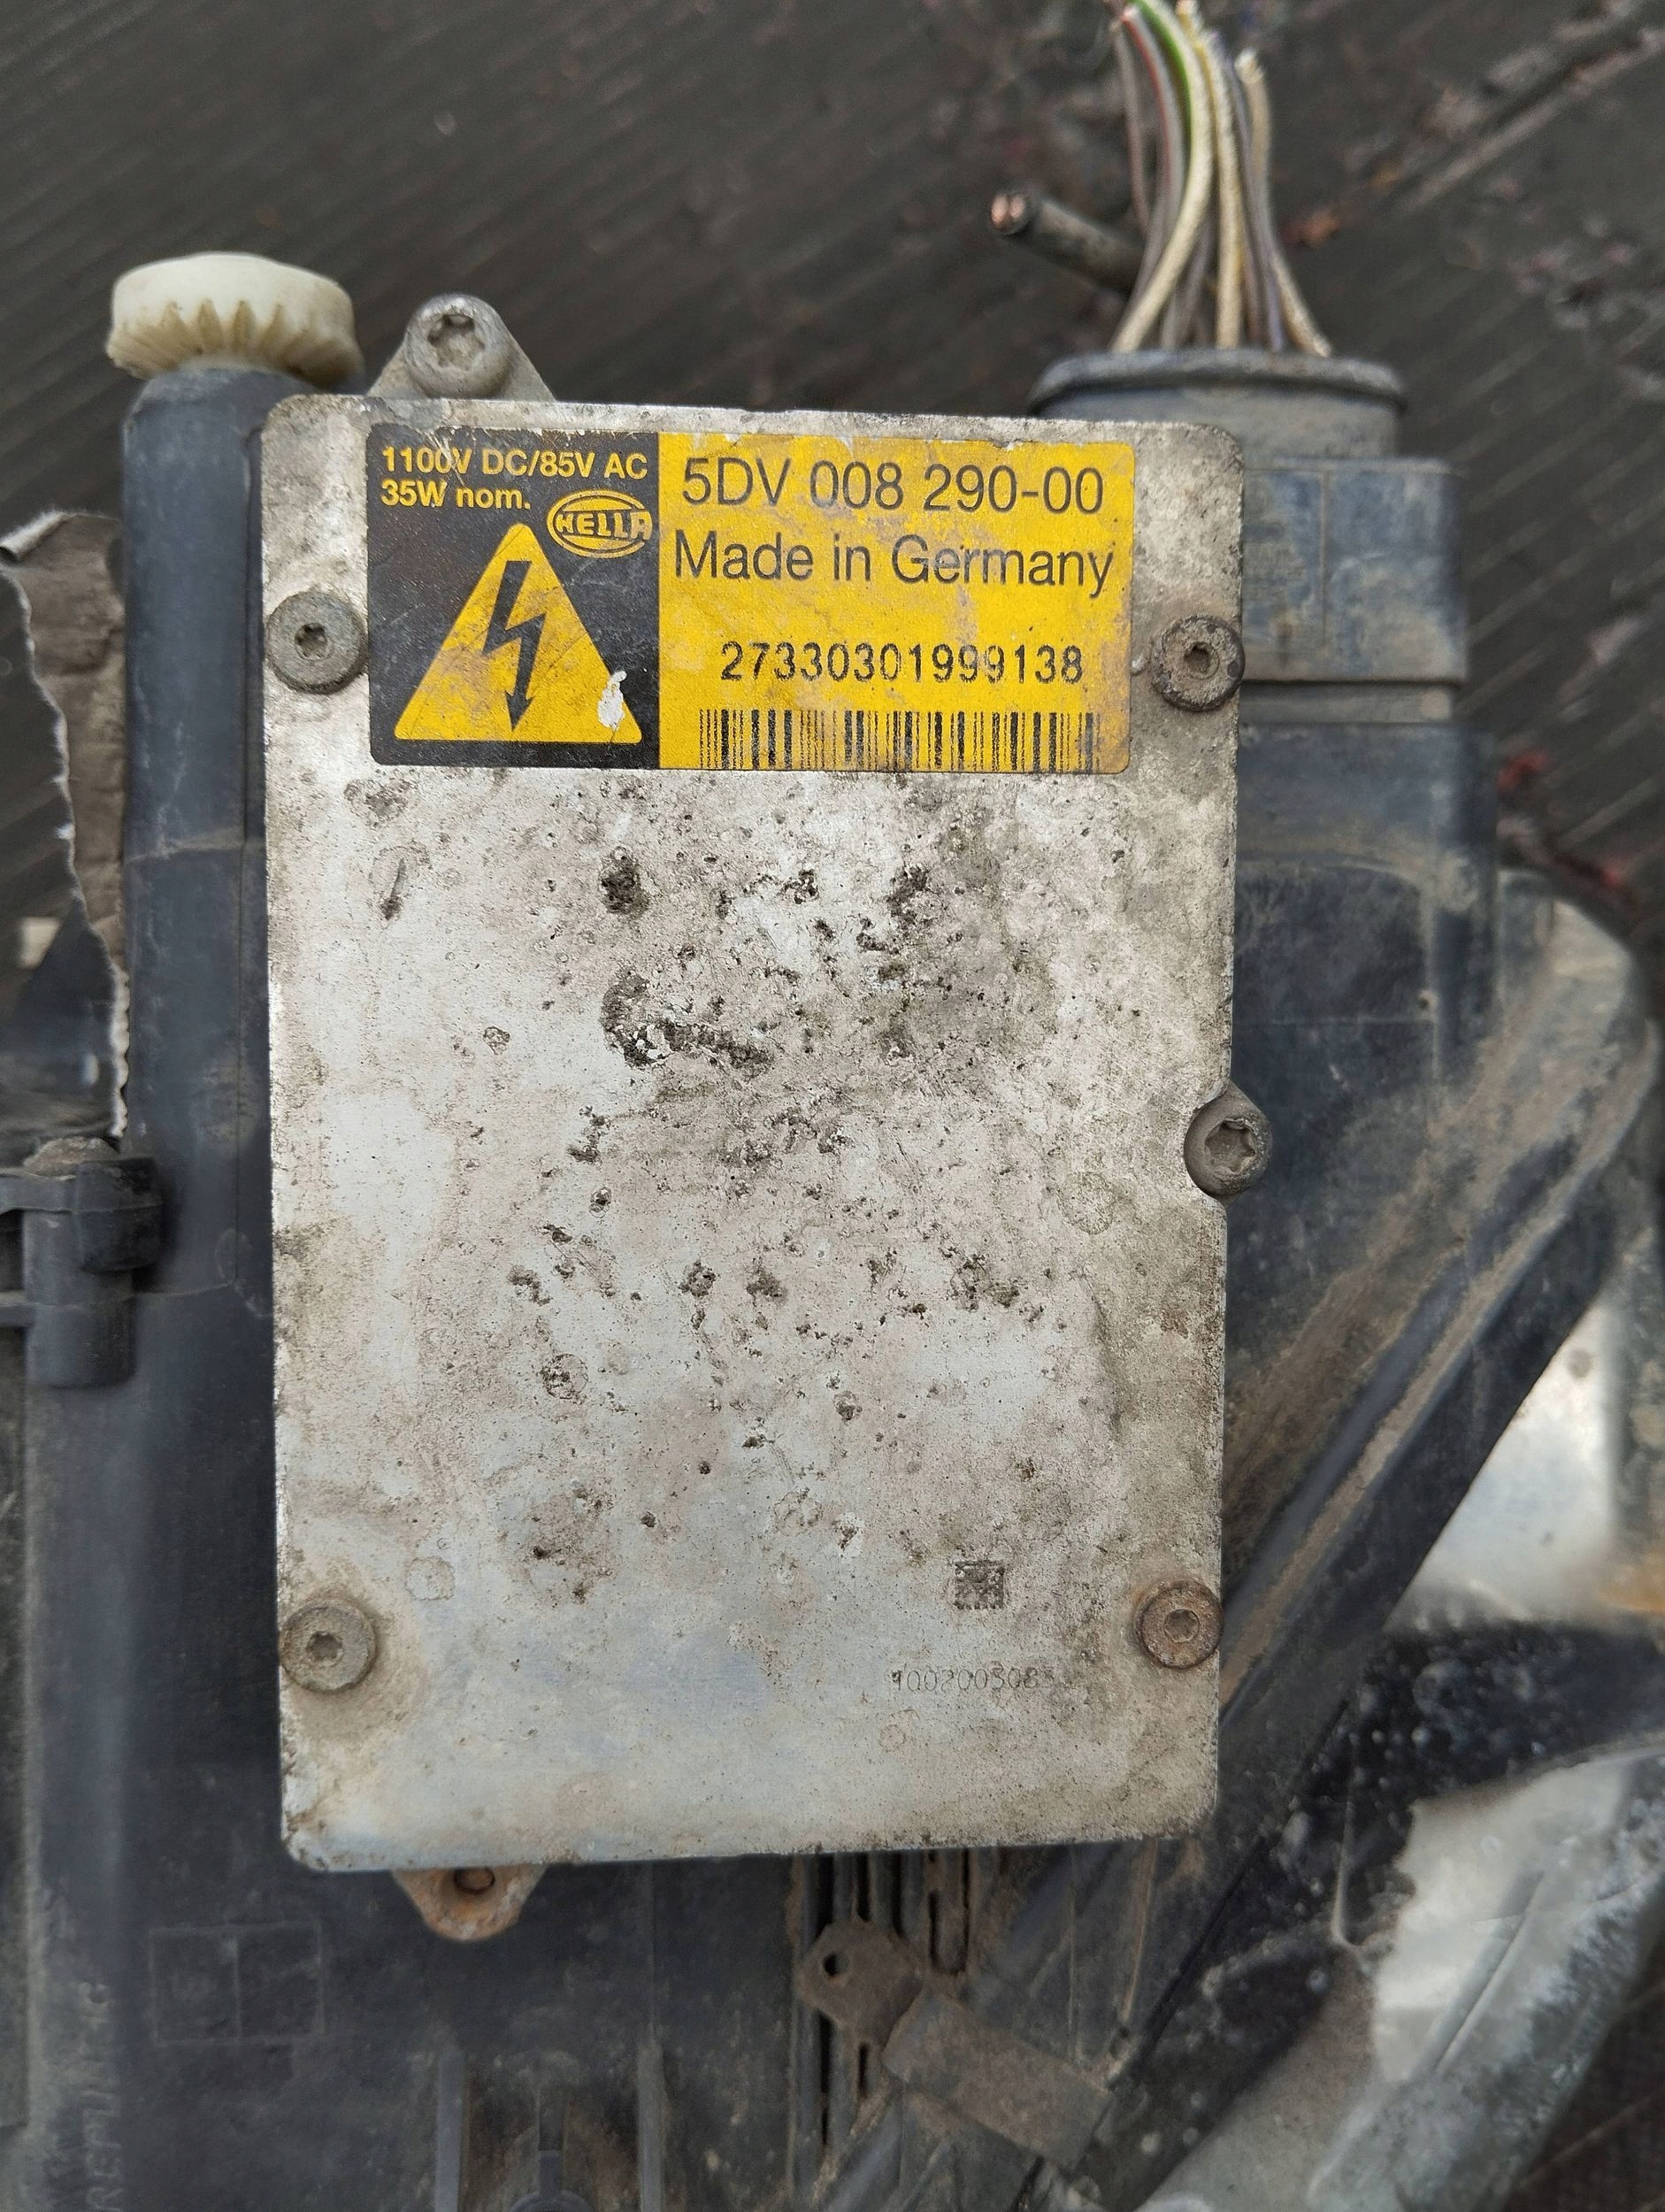 1100V DC/85V AC
35W nom.
HELLA
5DV 008 290-00
Made in Germany
27330301999138